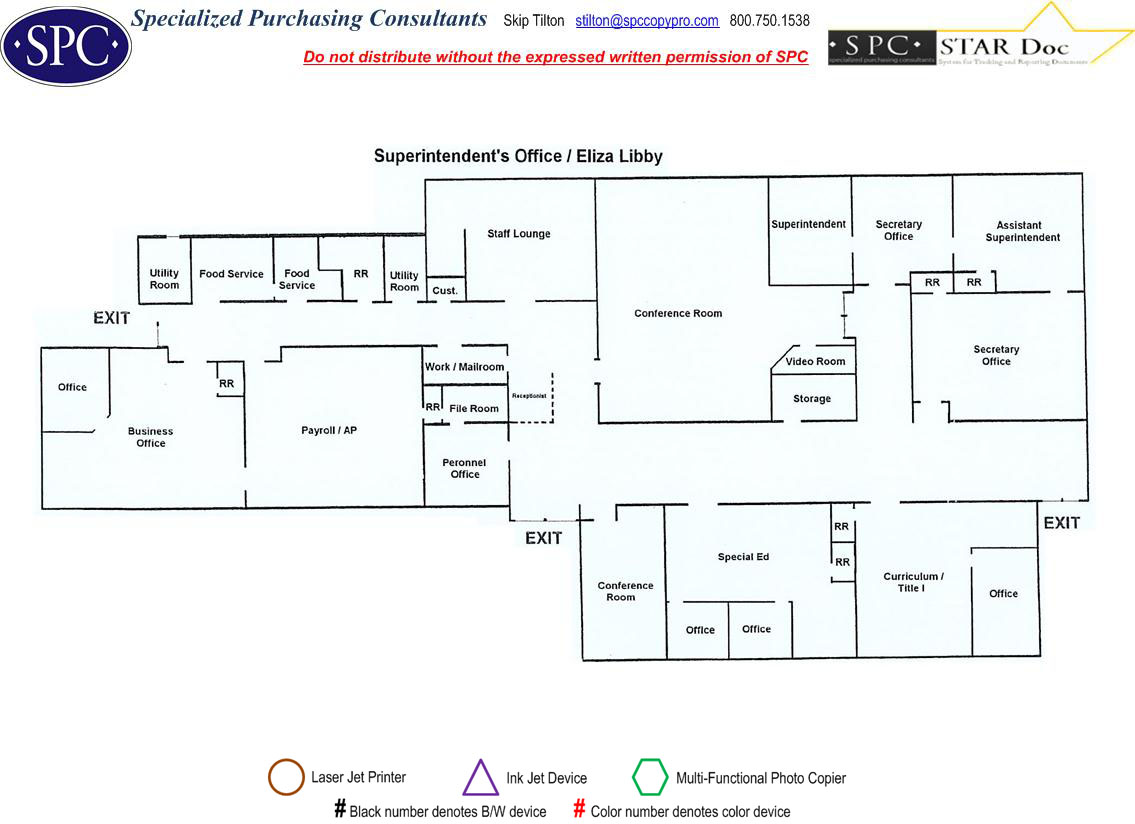 SPC
Specialized Purchasing Consultants Skip Tilton stilton@spccopypro.com 800.750.1538
Do not distribute without the expressed written permission of SPC
SPC
specialized purchasing consultants
STAR Doc
System for Tracking and Reporting Documents
Superintendent's Office / Eliza Libby
Staff Lounge
Superintendent
Secretary
Office
Assistant
Superintendent
Utility
Room
Food Service
Food
Service
RR
Utility
Room
Cust.
RR
RR
EXIT
Conference Room
Secretary
Office
Video Room
Work / Mailroom
Office
RR
Receptionist
Storage
RR
File Room
Business
Office
Payroll / AP
Peronnel
Office
EXIT
EXIT
RR
Special Ed
RR
Conference
Room
Curriculum /
Title I
Office
Office
Office
Laser Jet Printer
Ink Jet Device
Multi-Functional Photo Copier
# Black number denotes B/W device
# Color number denotes color device